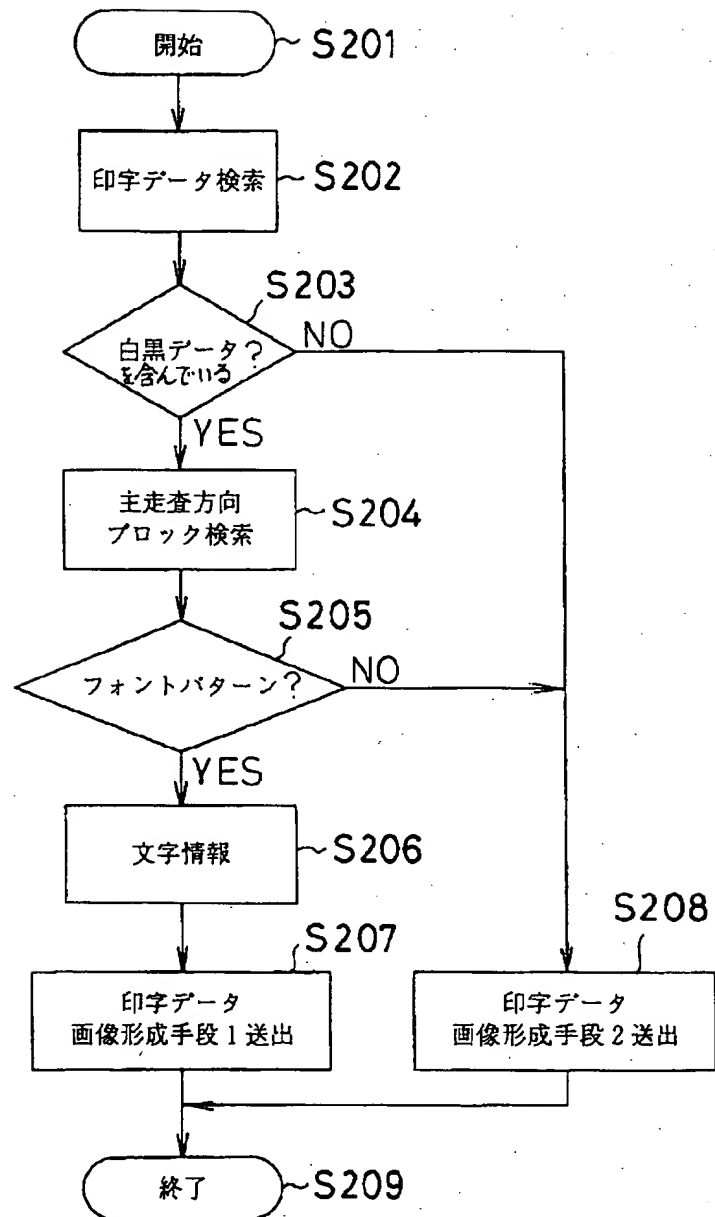 開始
S201
印字データ検索
S202
S203
白黒データ?
を含んでいる
NO
YES
主走査方向
ブロック検索
S204
S205
フォントパターン?
NO
YES
文字情報
S206
S207
印字データ
画像形成手段1送出
S208
印字データ
画像形成手段2送出
終了
S209